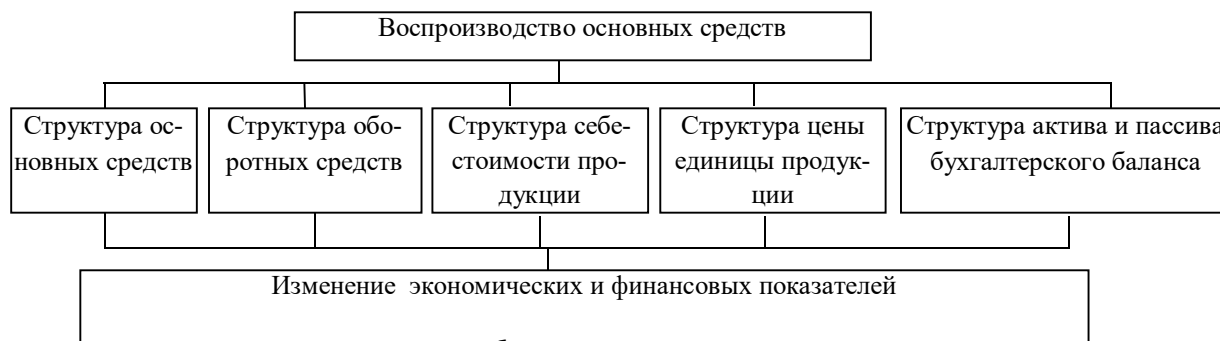 Воспроизводство основных средств
Структура ос-
новных средств
Структура обо-
ротных средств
Структура себе-
стоимости про-
дукции
Структура цены
единицы продук-
ции
Структура актива и пассива
бухгалтерского баланса
Изменение экономических и финансовых показателей